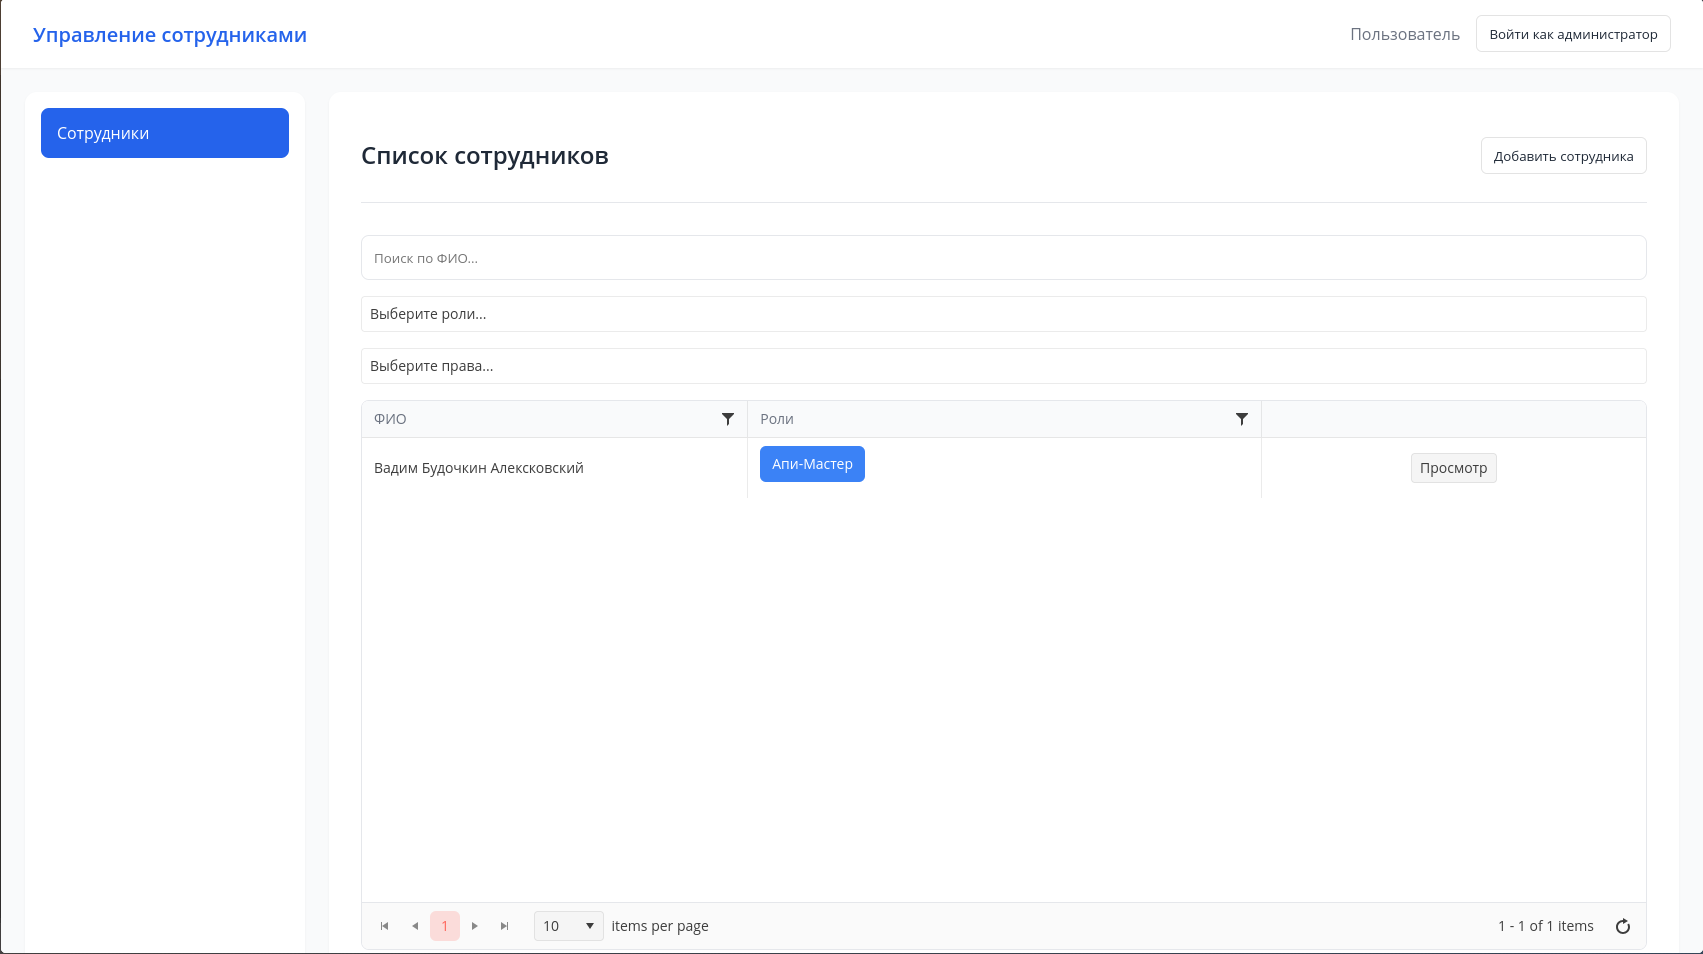 Управление сотрудниками
Пользователь
Войти как администратор
Сотрудники
Список сотрудников
Добавить сотрудника
Поиск по ФИО...
Выберите роли...
Выберите права...
ФИО
Роли
Вадим Будочкин Алексковский
Апи-Мастер
Просмотр
1
10
items per page
1 - 1 of 1 items